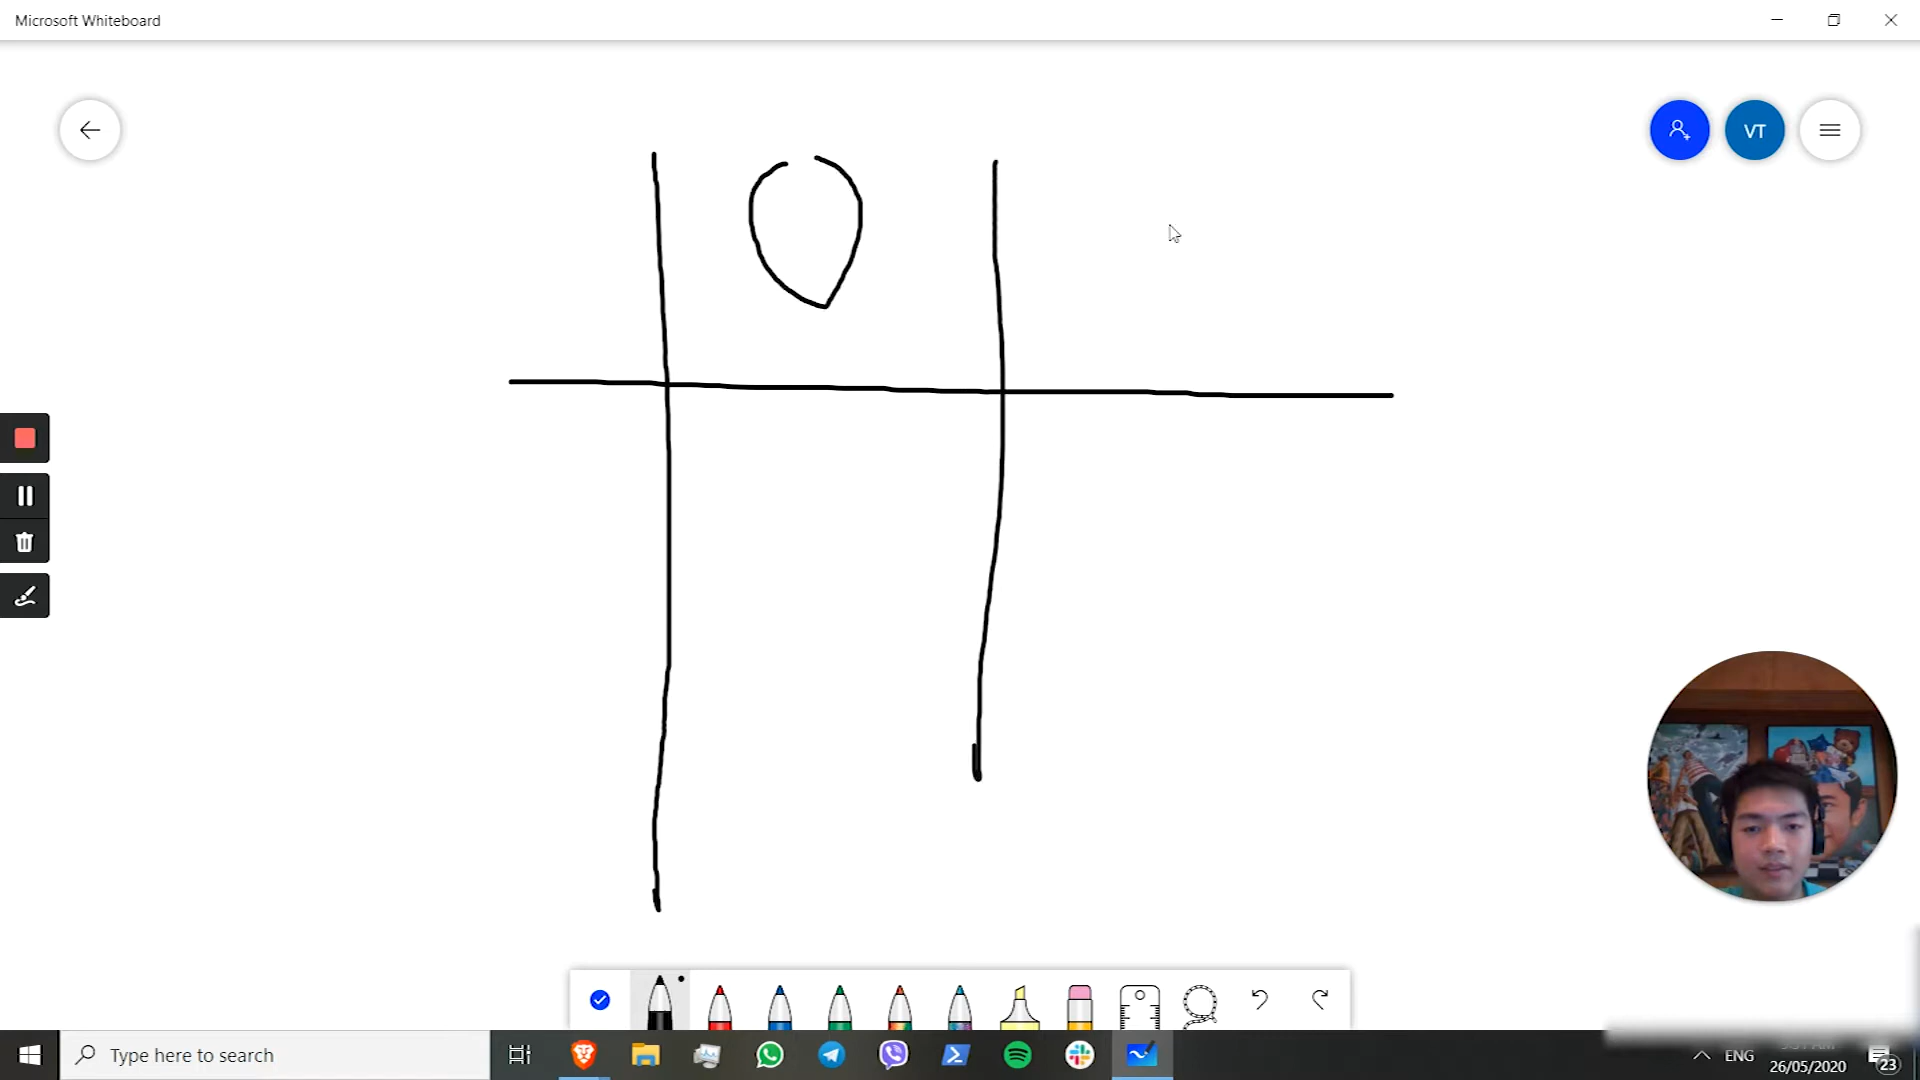 Microsoft Whiteboard
VT
Type here to search
ENG
26/05/2020
23